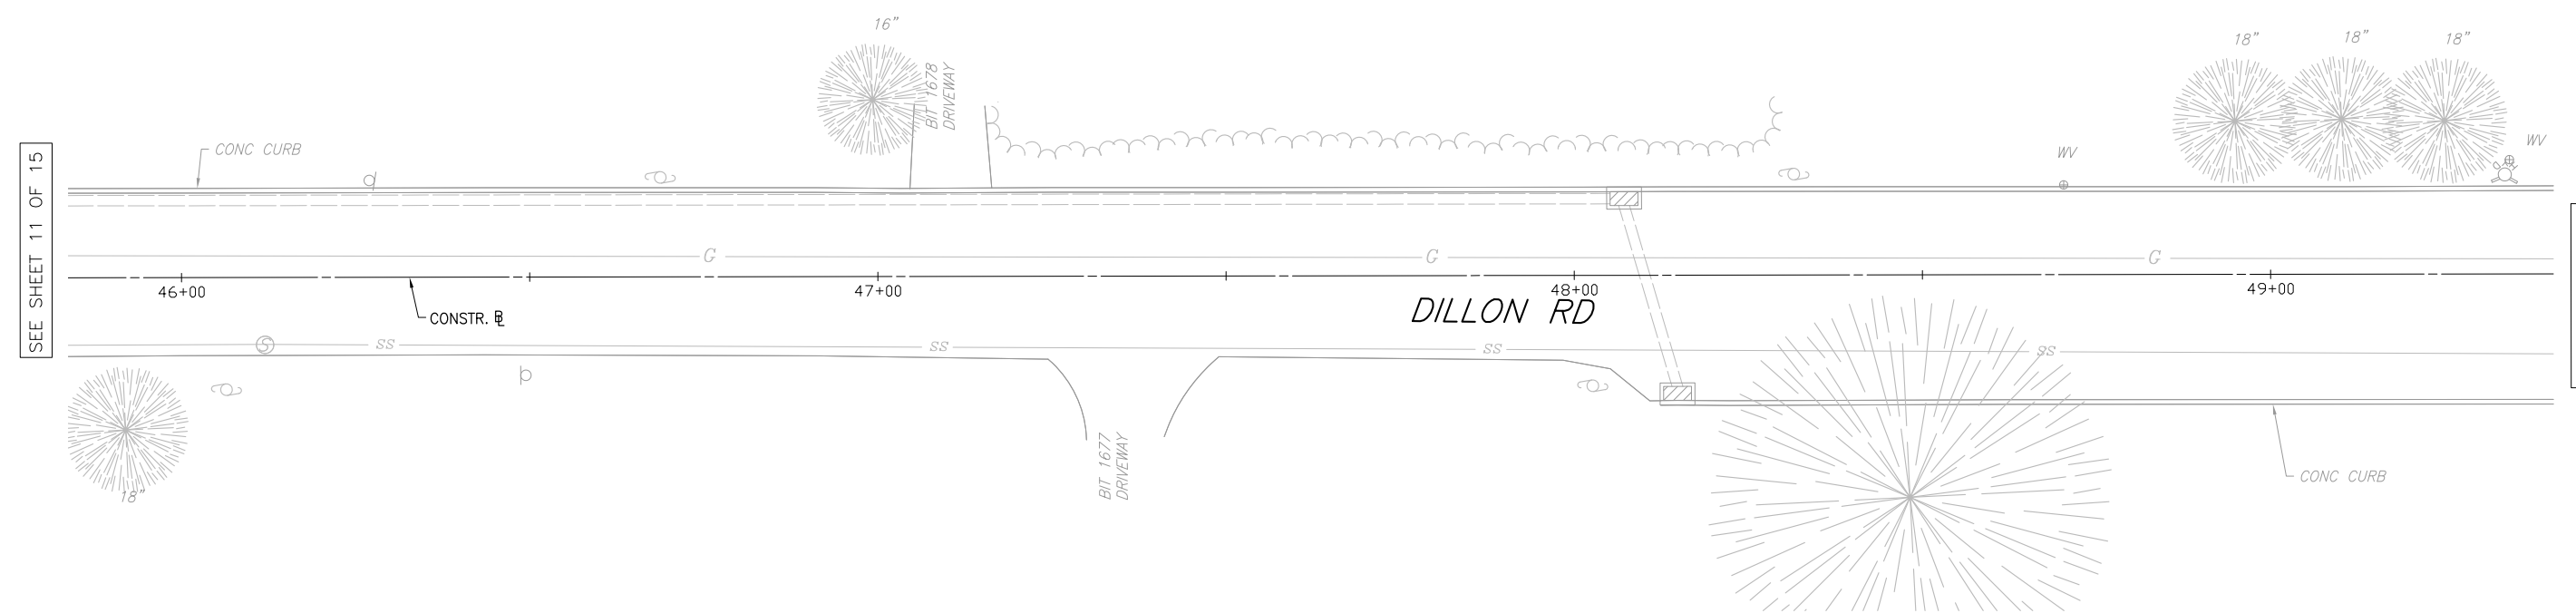 16"
18"
18"
18"
BIT 1678
DRIVEWAY
SEE SHEET 11 OF 15
CONC CURB
WV
WV
G
G
G
46+00
47+00
48+00
49+00
CONSTR. BL
DILLON RD
S
SS
SS
SS
SS
BIT 1677
DRIVEWAY
CONC CURB
18"